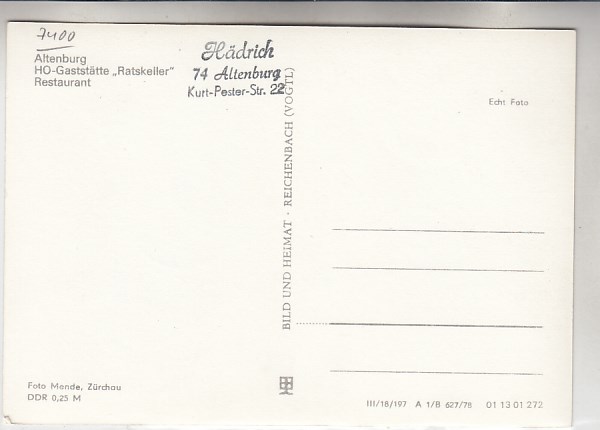 7400
Altenburg
HO-Gaststätte „Ratskeller"
Restaurant
Hädrich
74 Altenburg
Kurt-Pester-Str. 22
Echt Foto
BILD UND HEIMAT · REICHENBACH (VOGTL)
Foto Mende, Zürchau
DDR 0,25 M
III/18/197 A 1/B 627/78 01 13 01 272